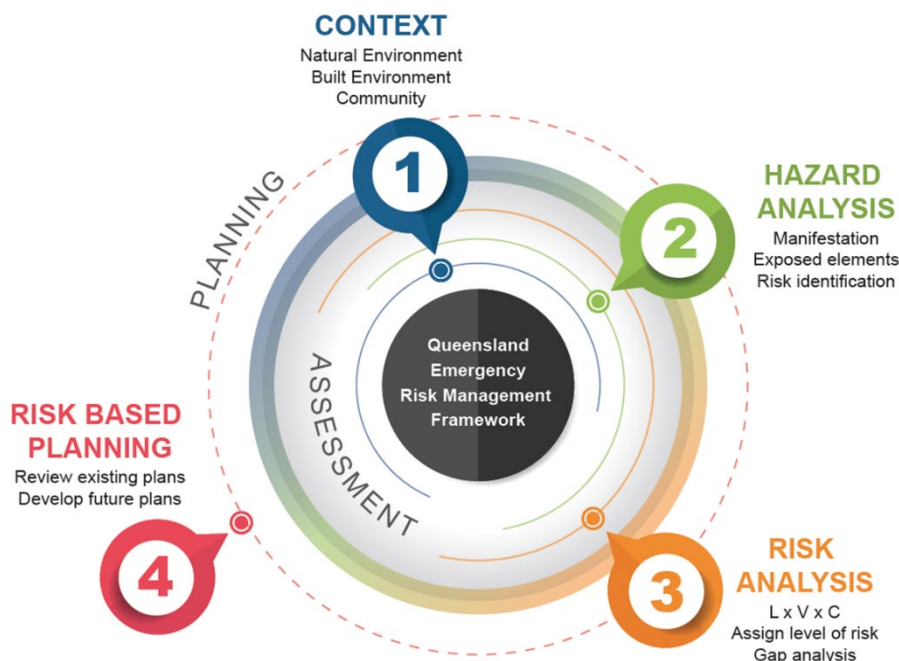 CONTEXT
Natural Environment
Built Environment
Community
1
PLANNING
2
HAZARD
ANALYSIS
Manifestation
Exposed elements
Risk identification
Queensland
Emergency
Risk Management
Framework
ASSESSMENT
RISK BASED
PLANNING
Review existing plans
Develop future plans
4
3
RISK
ANALYSIS
L x V x C
Assign level of risk
Gap analysis